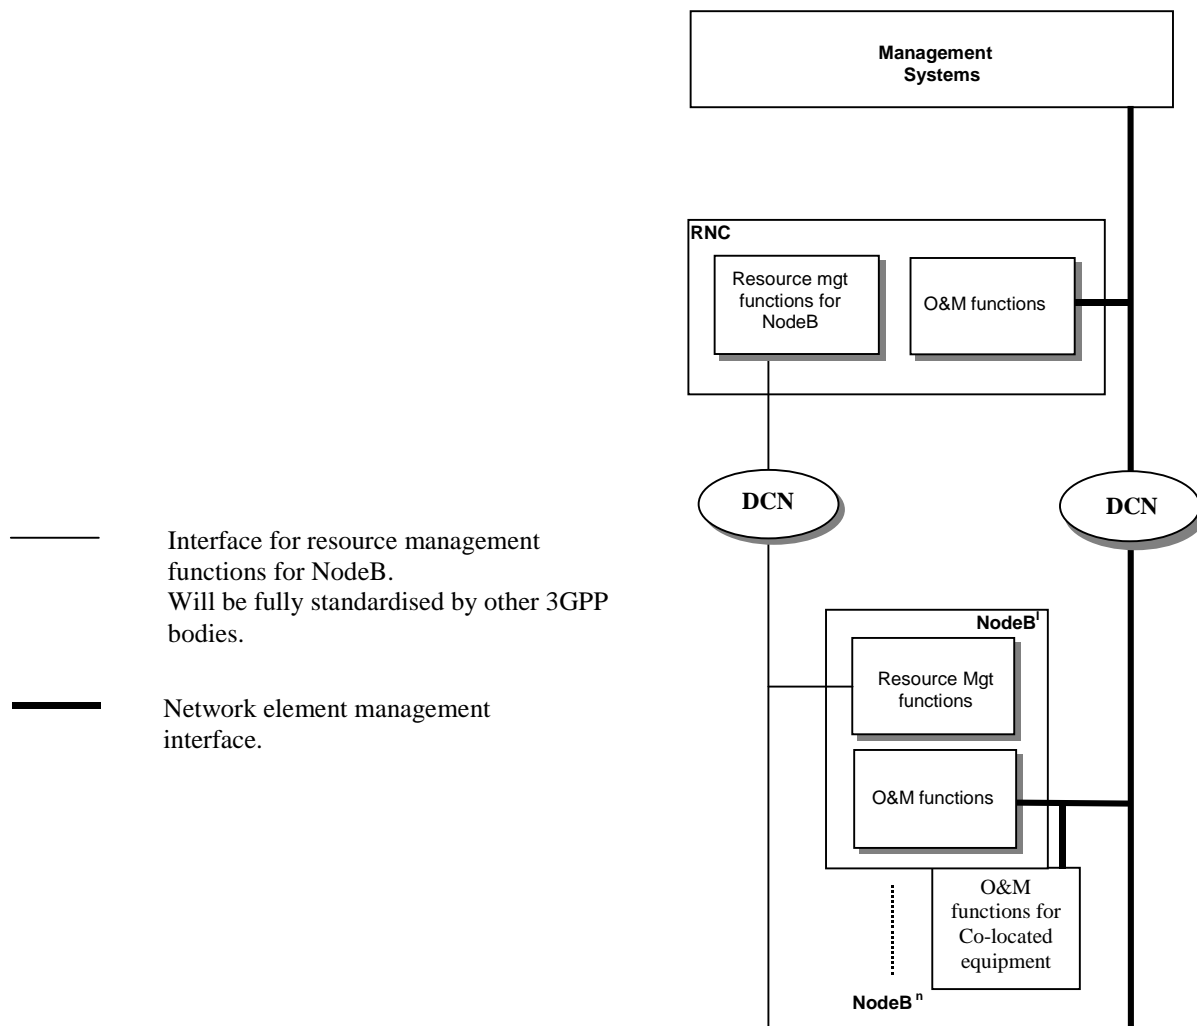 Management
Systems
RNC
Resource mgt
functions for
NodeB
O&M functions
DCN
DCN
Interface for resource management
functions for NodeB.
Will be fully standardised by other 3GPP
bodies.
Network element management
interface.
NodeB^l
Resource Mgt
functions
O&M functions
O&M
functions for
Co-located
equipment
NodeB^n